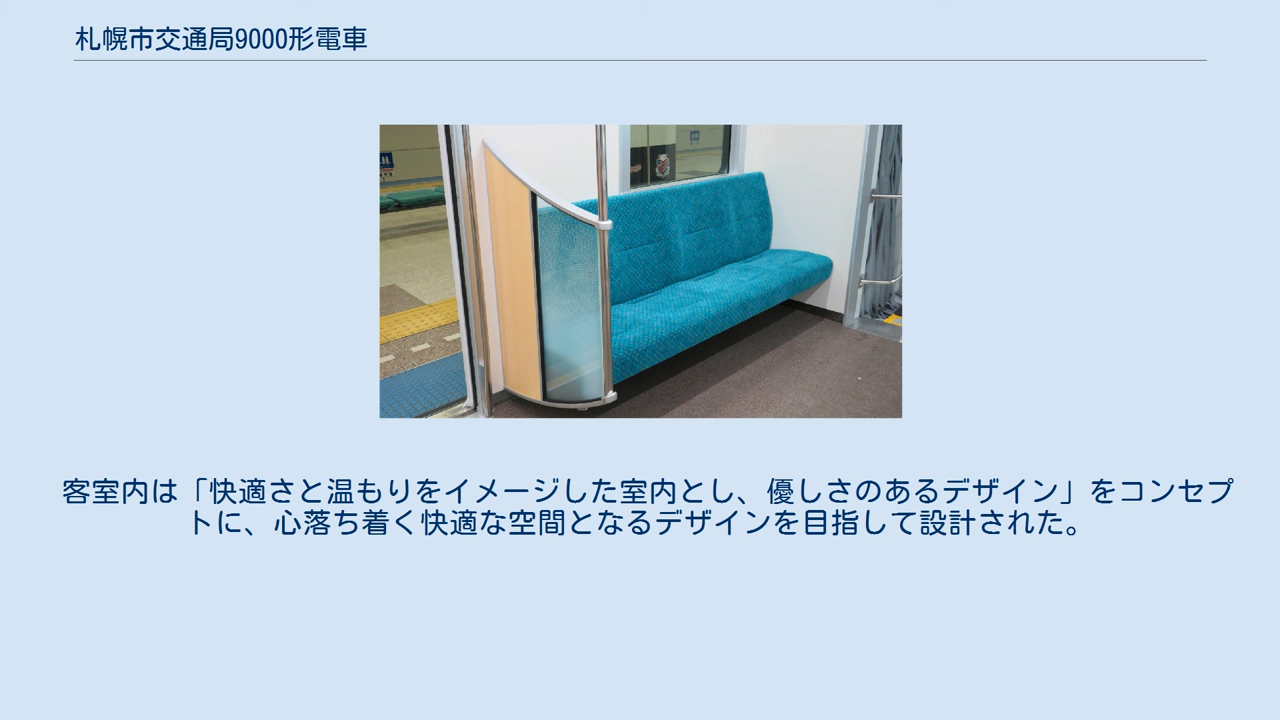 札幌市交通局9000形電車
客室内は「快適さと温もりをイメージした室内とし、優しさのあるデザイン」をコンセプ
トに、心落ち着く快適な空間となるデザインを目指して設計された。